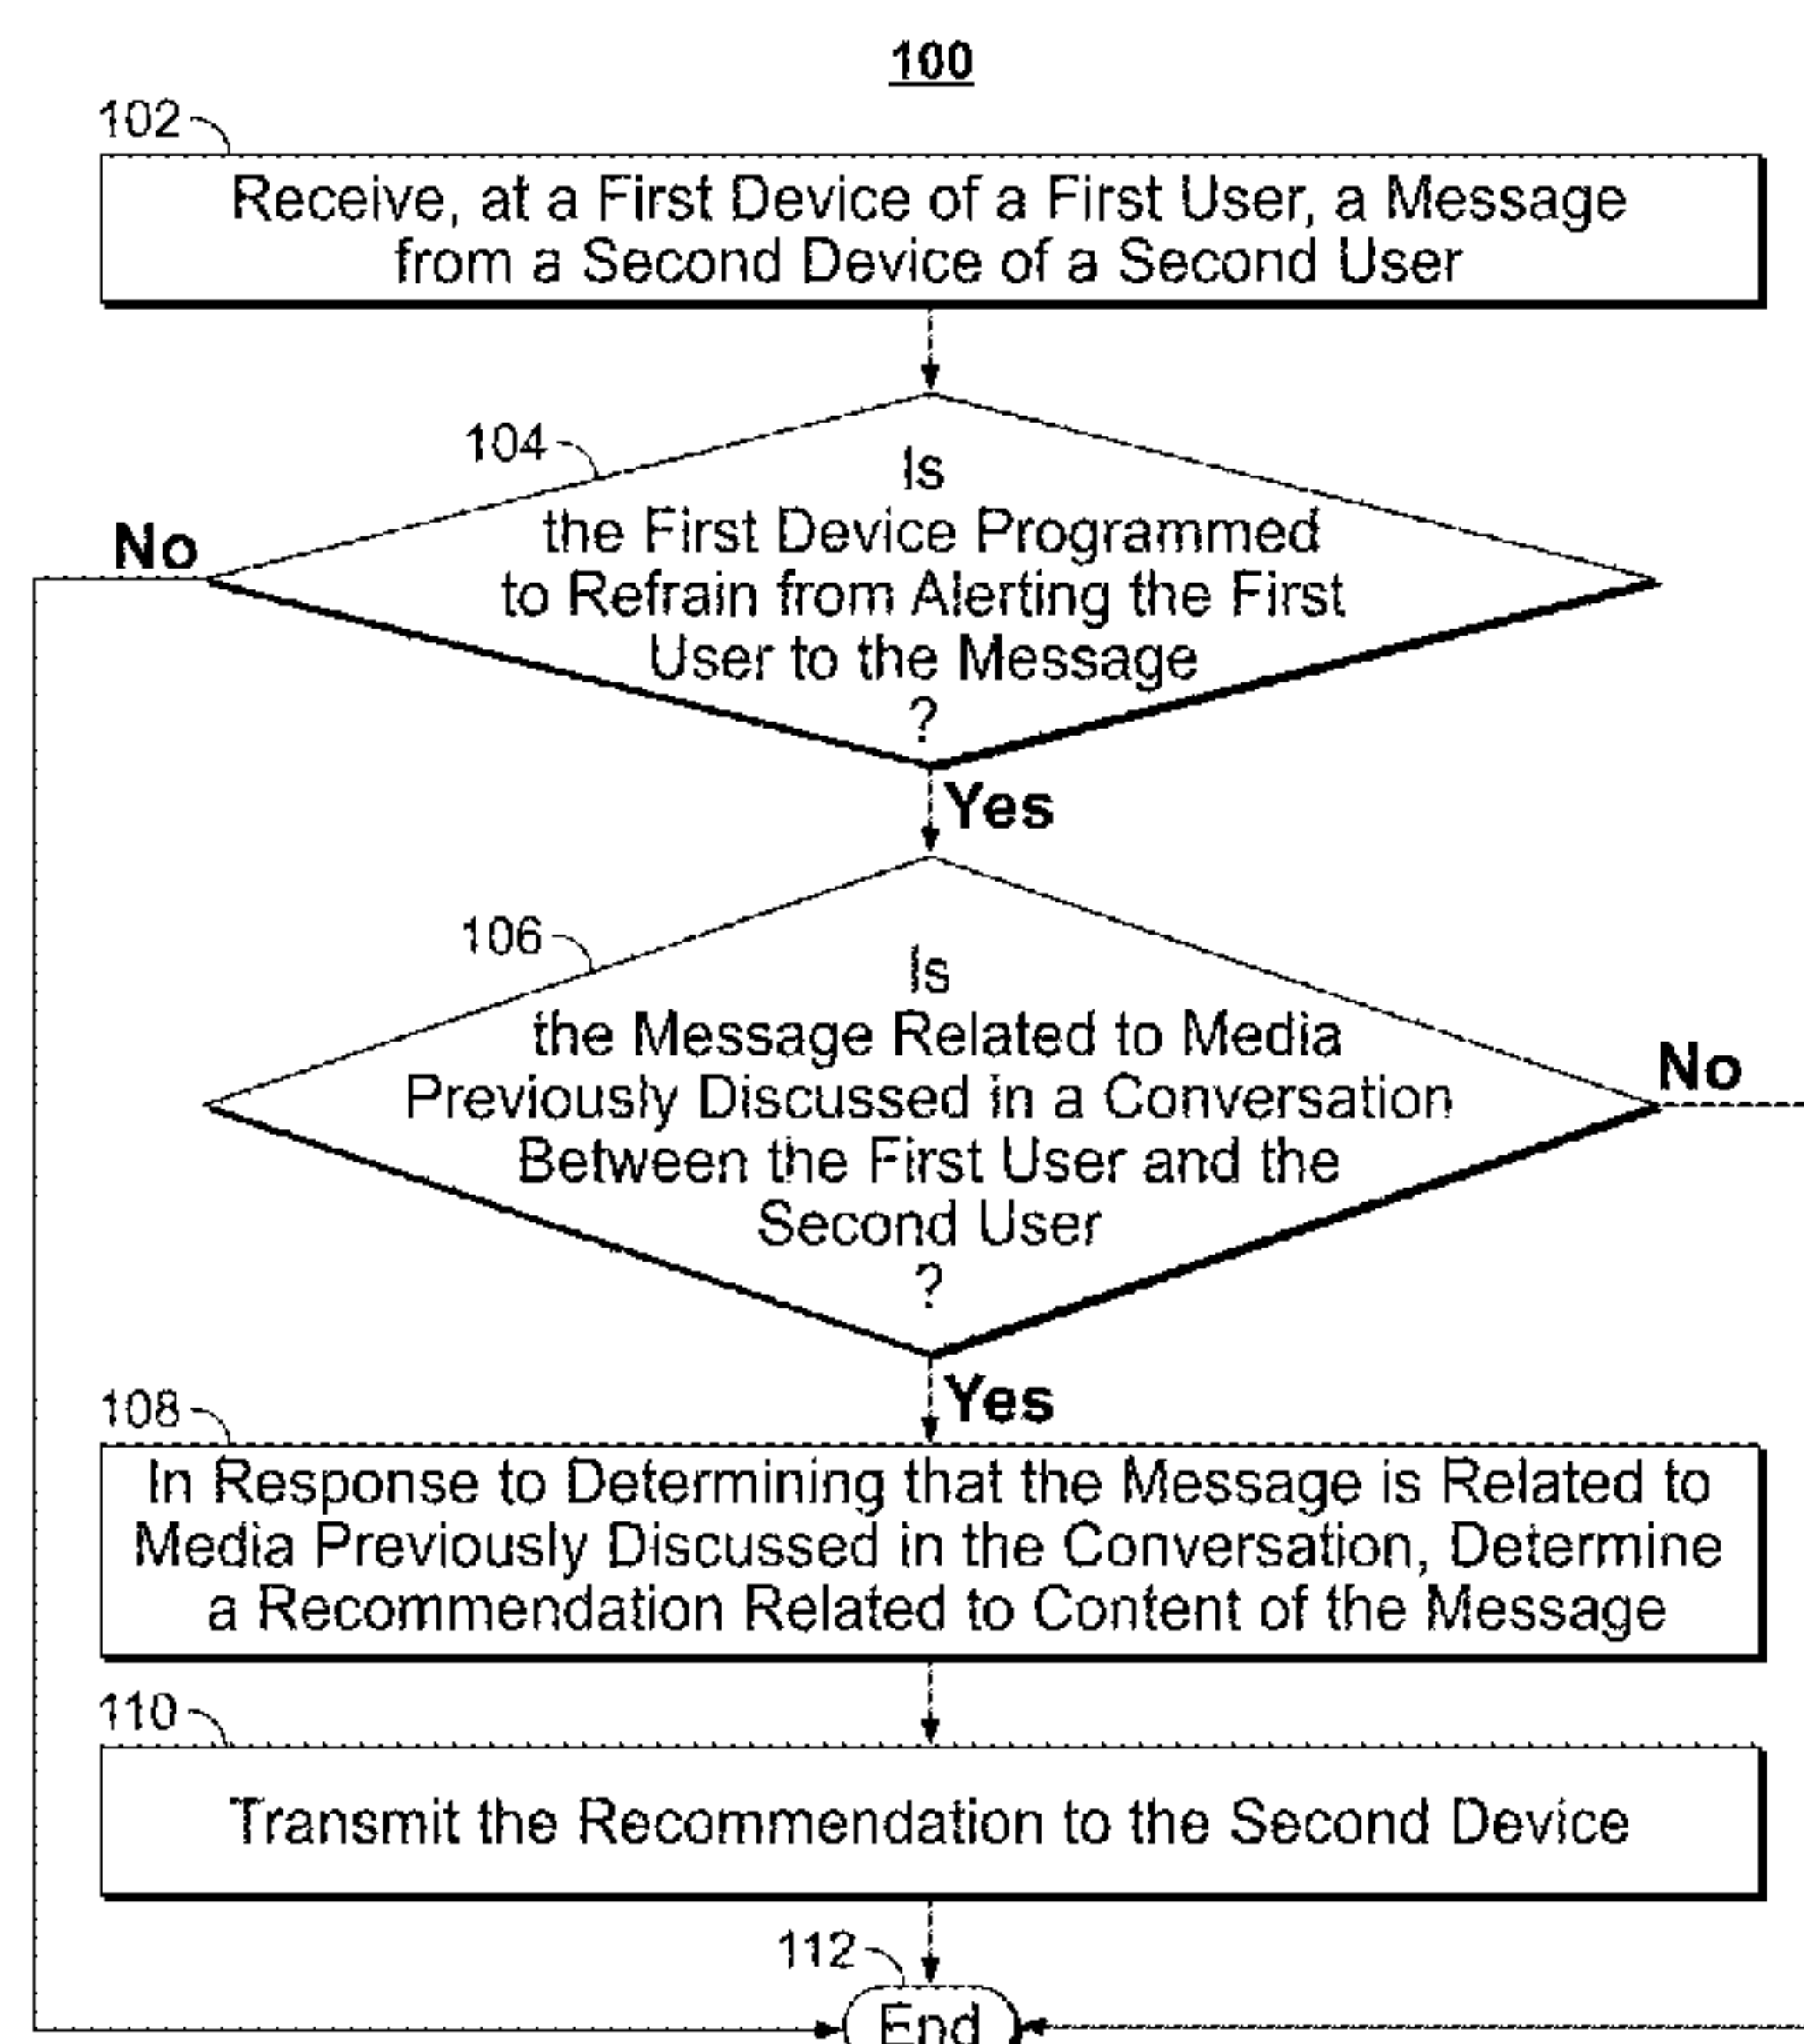 100
102
Receive, at a First Device of a First User, a Message
from a Second Device of a Second User
104
Is
the First Device Programmed
to Refrain from Alerting the First
User to the Message
?
No
Yes
106
Is
the Message Related to Media
Previously Discussed in a Conversation
Between the First User and the
Second User
?
No
Yes
108
In Response to Determining that the Message is Related to
Media Previously Discussed in the Conversation, Determine
a Recommendation Related to Content of the Message
110
Transmit the Recommendation to the Second Device
112
End